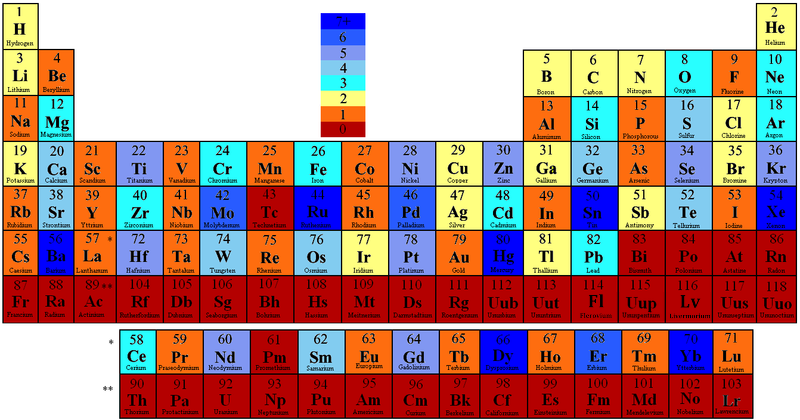 1 H Hydrogen
2 He Helium
7+
6
5
4
3
2
1
0
3 Li Lithium
4 Be Beryllium
5 B Boron
6 C Carbon
7 N Nitrogen
8 O Oxygen
9 F Fluorine
10 Ne Neon
11 Na Sodium
12 Mg Magnesium
13 Al Aluminum
14 Si Silicon
15 P Phosphorous
16 S Sulfur
17 Cl Chlorine
18 Ar Argon
19 K Potassium
20 Ca Calcium
21 Sc Scandium
22 Ti Titanium
23 V Vanadium
24 Cr Chromium
25 Mn Manganese
26 Fe Iron
27 Co Cobalt
28 Ni Nickel
29 Cu Copper
30 Zn Zinc
31 Ga Gallium
32 Ge Germanium
33 As Arsenic
34 Se Selenium
35 Br Bromine
36 Kr Krypton
37 Rb Rubidium
38 Sr Strontium
39 Y Yttrium
40 Zr Zirconium
41 Nb Niobium
42 Mo Molybdenum
43 Tc Technetium
44 Ru
45 Rh Rhodium
46 Pd Palladium
47 Ag Silver
48 Cd Cadmium
49 In Indium
50 Sn Tin
51 Sb Antimony
52 Te Tellurium
53 I Iodine
54 Xe
55 Cs Caesium
56 Ba Barium
57 * La Lanthanum
72 Hf Hafnium
73 Ta Tantalum
74 W Tungsten
75 Re Rhenium
76 Os Osmium
77 Ir Iridium
78 Pt Platinum
79 Au Gold
80 Hg Mercury
81 Tl Thallium
82 Pb Lead
83 Bi Bismuth
84 Po Polonium
85 At Astatine
86 Rn Radon
87 Fr Francium
88 Ra Radium
89 ** Ac Actinium
104 Rf Rutherfordium
105 Db Dubnium
106 Sg Seaborgium
107 Bh Bohrium
108 Hs Hassium
109 Mt Meitnerium
110 Ds Darmstadtium
111 Rg Roentgenium
112 Uub Ununbium
113 Uut Ununtrium
114 Fl Flerovium
115 Uup Ununpentium
116 Lv Livermorium
117 Uus Ununseptium
118 Uuo Ununoctium
*
58 Ce Cerium
59 Pr Praseodymium
60 Nd Neodymium
61 Pm Promethium
62 Sm Samarium
63 Eu Europium
64 Gd Gadolinium
65 Tb Terbium
66 Dy Dysprosium
67 Ho Holmium
68 Er Erbium
69 Tm Thulium
70 Yb Ytterbium
71 Lu Lutetium
**
90 Th Thorium
91 Pa Protactinium
92 U Uranium
93 Np Neptunium
94 Pu Plutonium
95 Am Americium
96 Cm Curium
97 Bk Berkelium
98 Cf Californium
99 Es Einsteinium
100 Fm Fermium
101 Md Mendelevium
102 No Nobelium
103 Lr Lawrencium